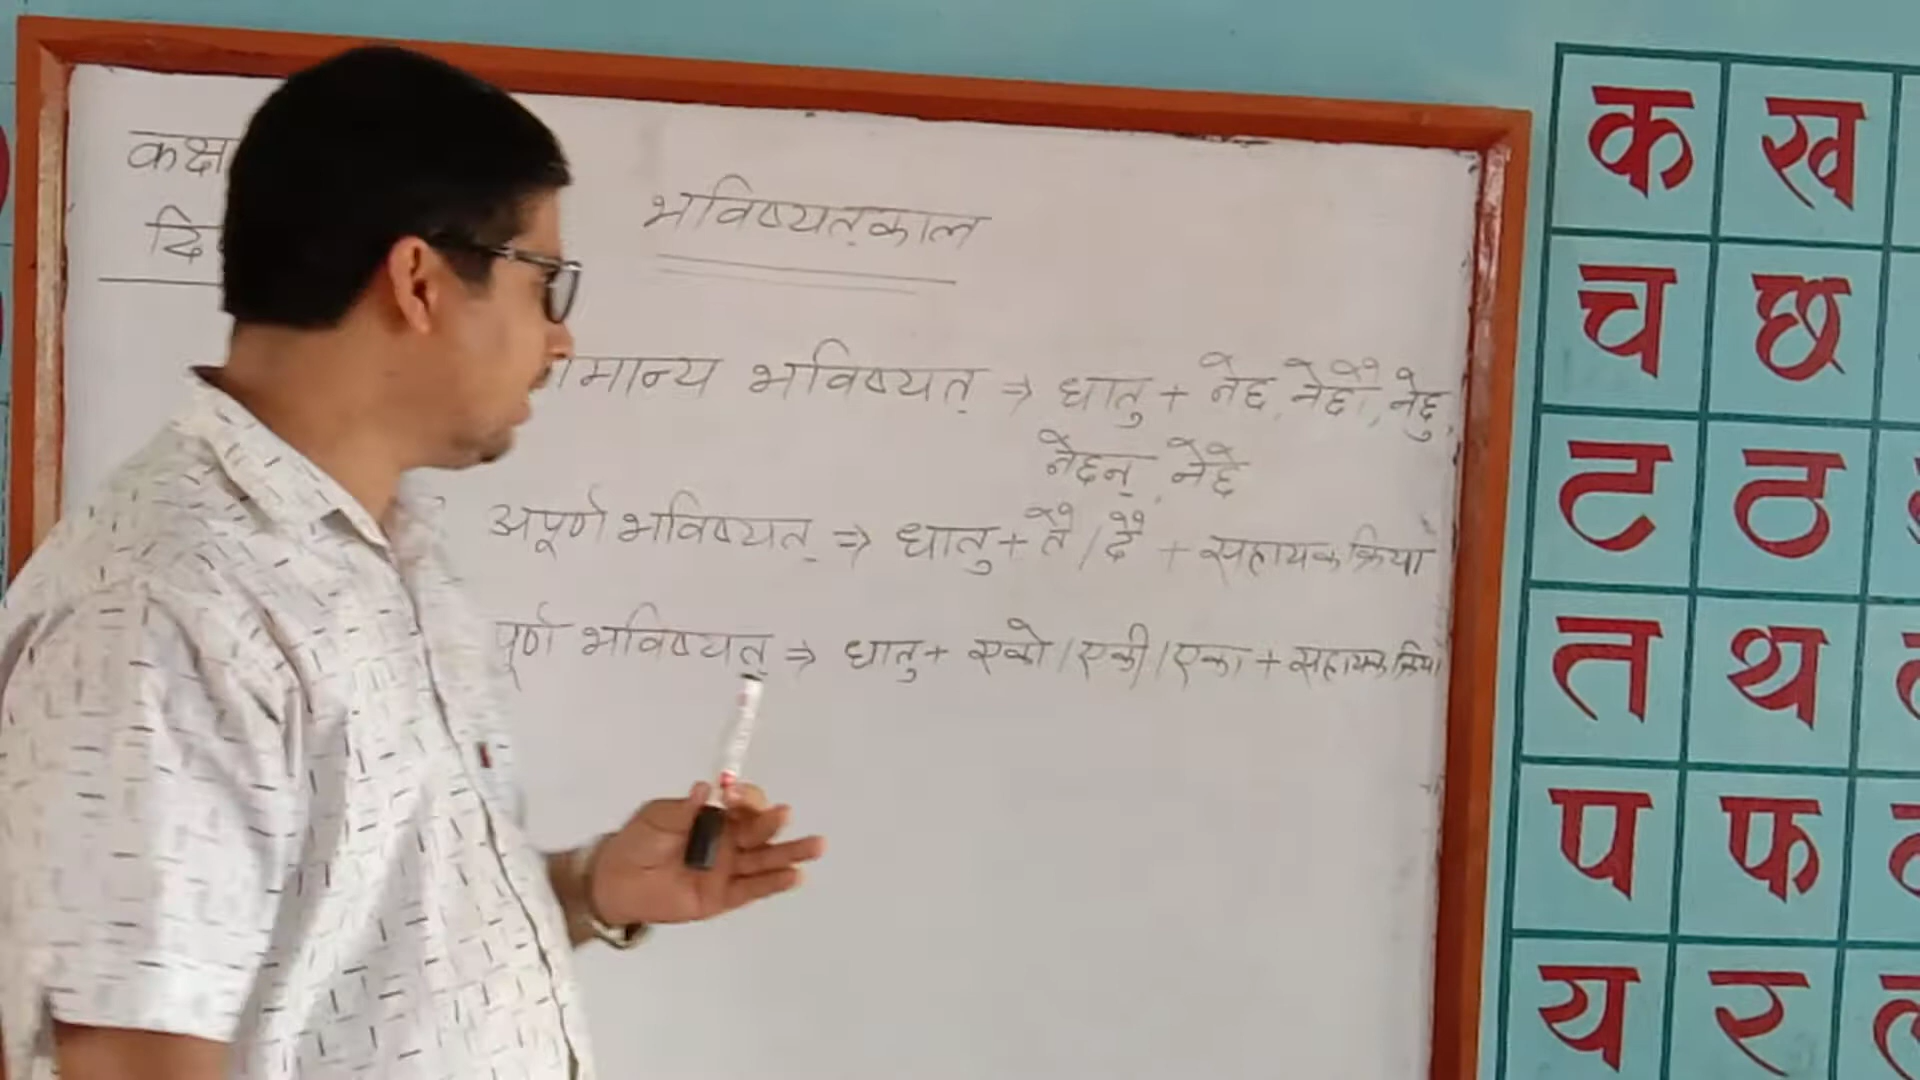 भविष्यत्काल
सामान्य भविष्यत् ⇒ धातु + नेछ, नेछौं, नेछु,
नेछन्, नेछे
अपूर्ण भविष्यत् ⇒ धातु + तै / दै + सहायक क्रिया
पूर्ण भविष्यत् ⇒ धातु + एको / एकी / एका + सहायक क्रिया
क ख
च छ
ट ठ
त थ
प फ
य र ल